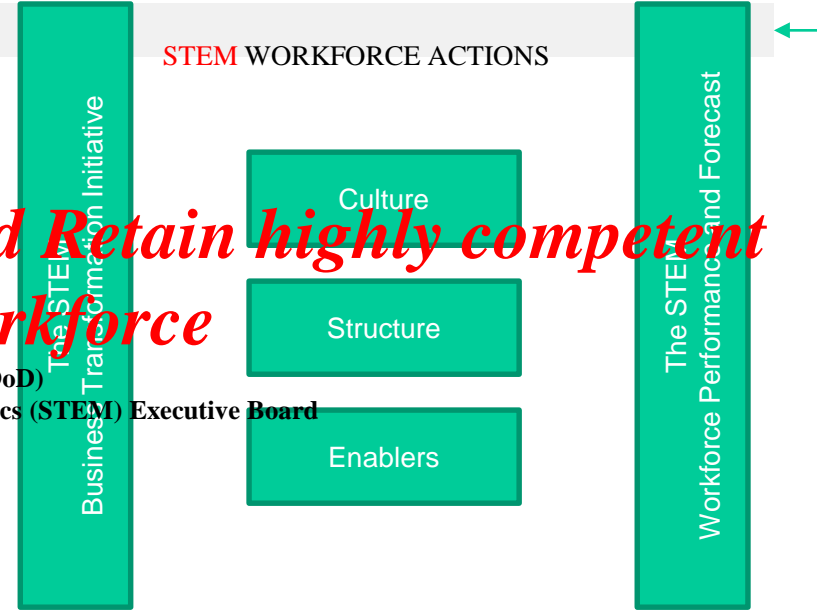 STEM WORKFORCE ACTIONS
The STEM
Business Transformation Initiative
Culture
d Retain highly competent
Structure
rkforce
oD)
cs (STEM) Executive Board
Enablers
The STEM
Workforce Performance and Forecast